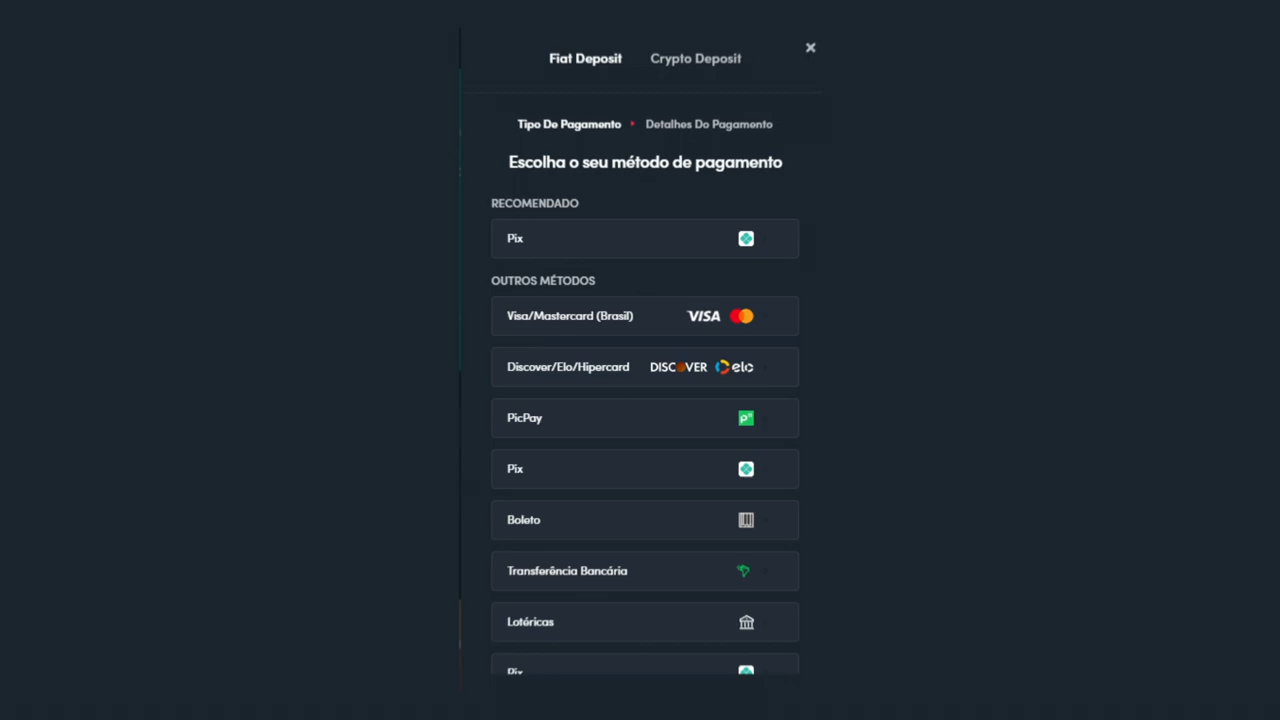 Fiat Deposit Crypto Deposit
Tipo De Pagamento Detalhes Do Pagamento
Escolha o seu método de pagamento
RECOMENDADO
Pix
OUTROS MÉTODOS
Visa/Mastercard (Brasil) VISA
Discover/Elo/Hipercard DISCOVER elo
PicPay
Pix
Boleto
Transferência Bancária
Lotéricas
Pix